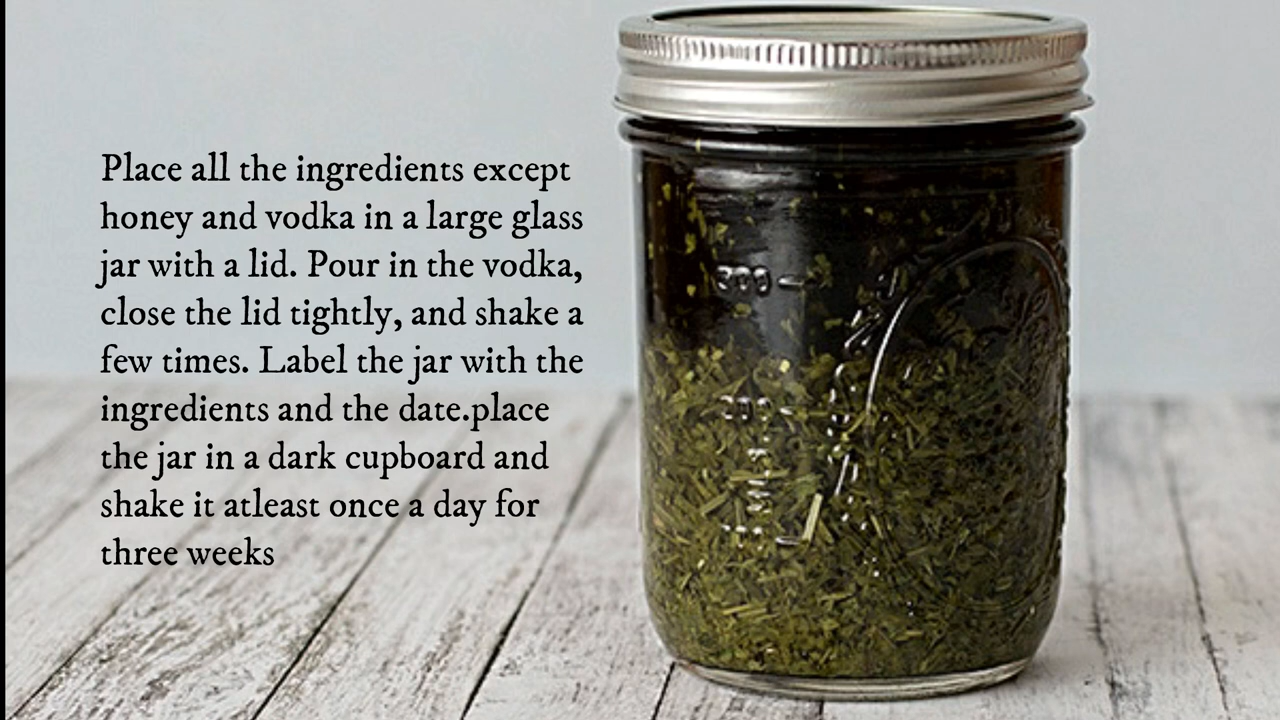 Place all the ingredients except
honey and vodka in a large glass
jar with a lid. Pour in the vodka,
close the lid tightly, and shake a
few times. Label the jar with the
ingredients and the date.place
the jar in a dark cupboard and
shake it atleast once a day for
three weeks
300
200